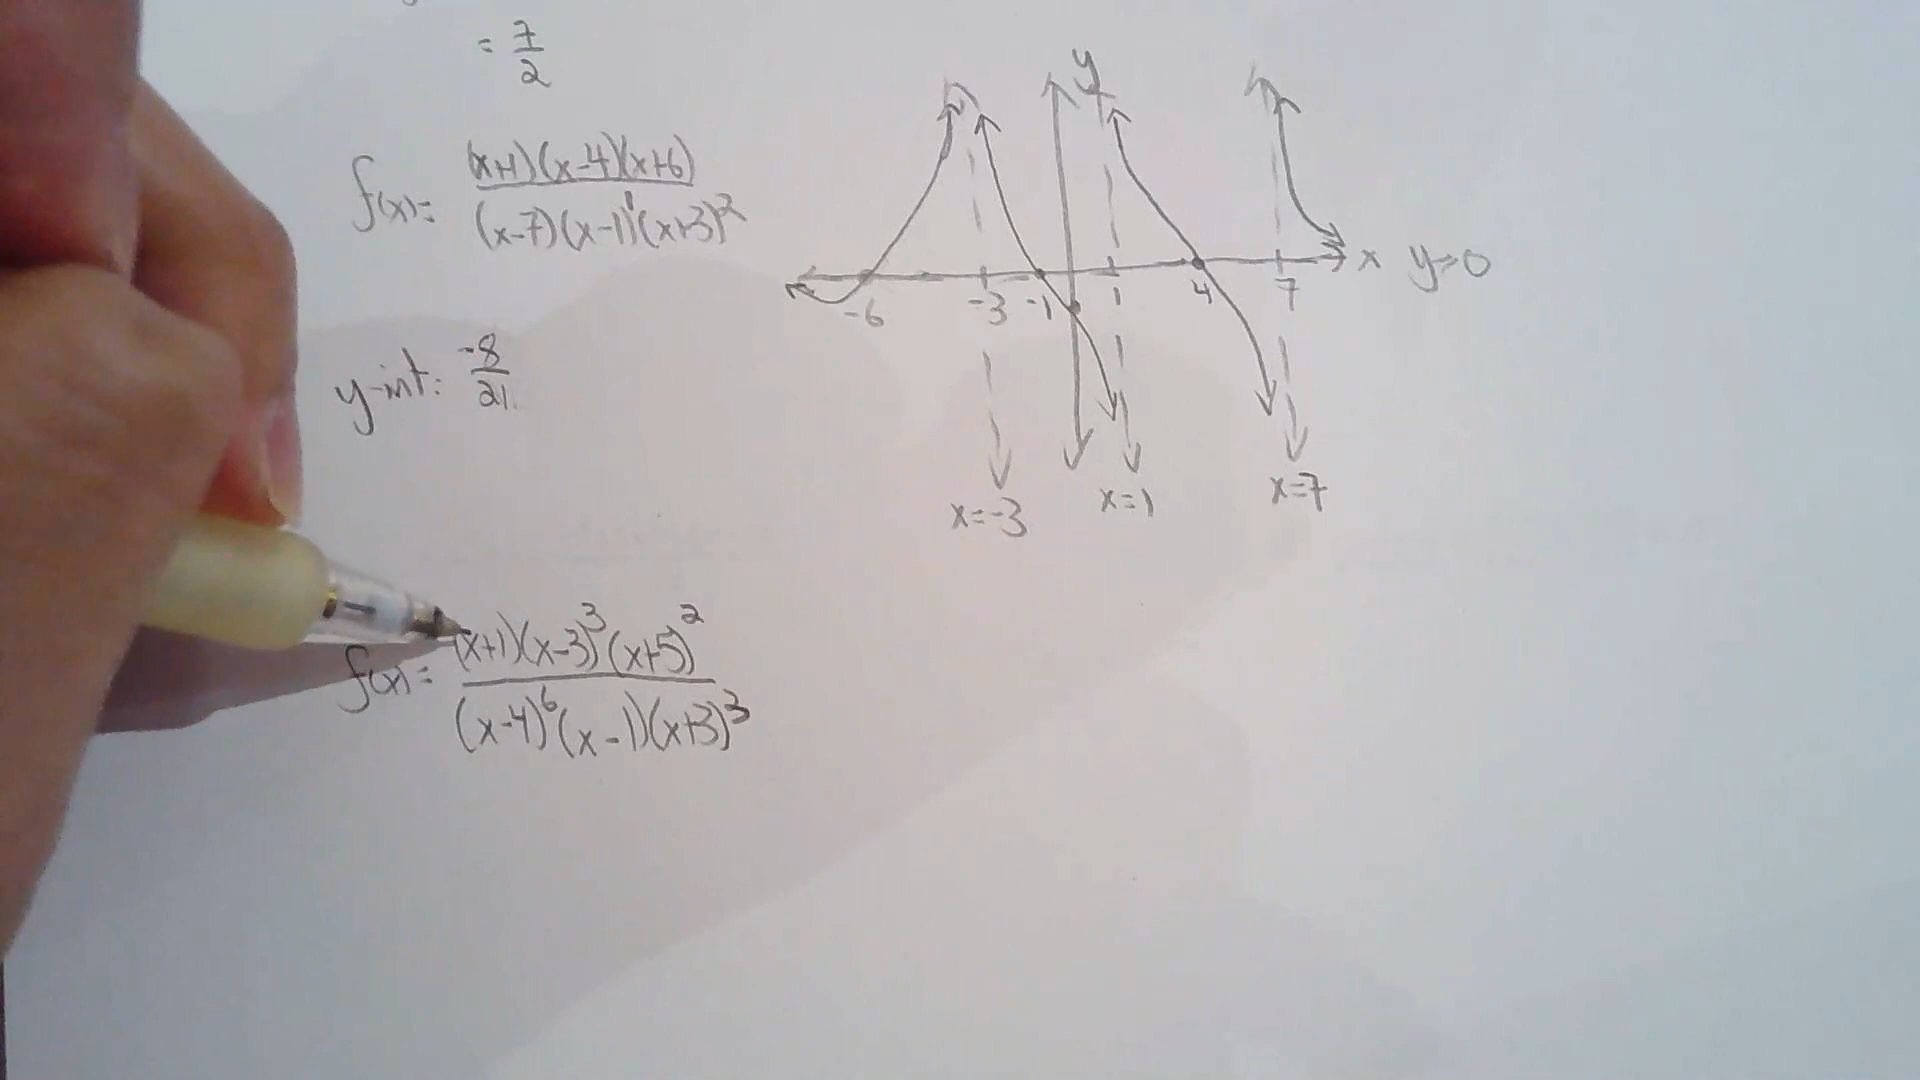 = 7/2
f(x) = (x+1)(x-4)(x+6) / (x-7)(x-1)¹(x+3)²
y-int: -8/21
y
x y=0
-6 -3 -1 1 4 7
x=-3 x=1 x=7
f(x) = (x+1)(x-3)³(x+5)² / (x-4)⁶(x-1)(x+3)³